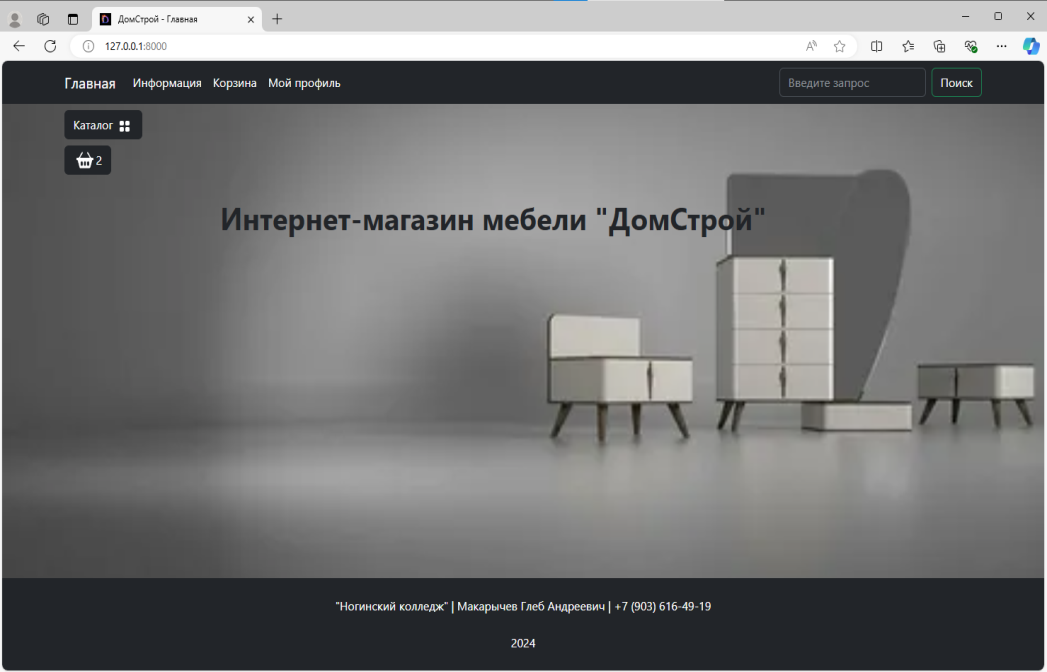 ДомСтрой - Главная
127.0.0.1:8000
Главная Информация Корзина Мой профиль Введите запрос Поиск
Каталог
2
Интернет-магазин мебели "ДомСтрой"
"Ногинский колледж" | Макарычев Глеб Андреевич | +7 (903) 616-49-19
2024